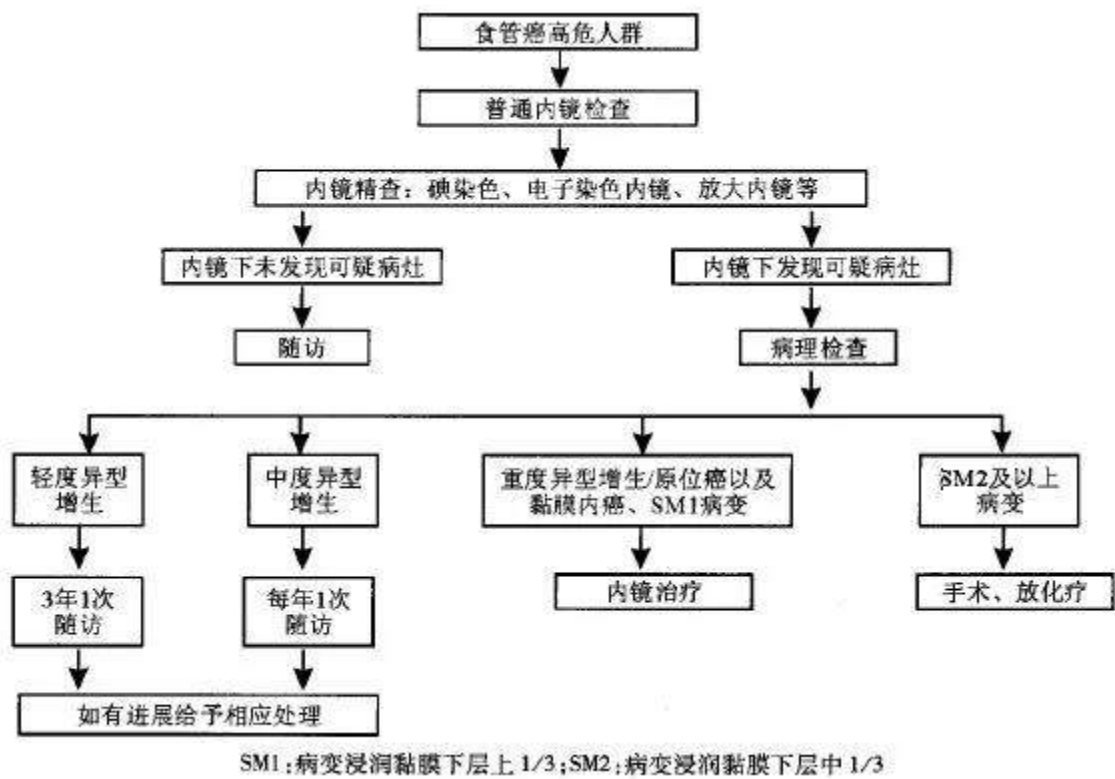 食管癌高危人群
普通内镜检查
内镜精查：碘染色、电子染色内镜、放大内镜等
内镜下未发现可疑病灶
内镜下发现可疑病灶
随访
病理检查
轻度异型
增生
中度异型
增生
重度异型增生/原位癌以及
黏膜内癌、SM1病变
SM2及以上
病变
3年1次
随访
每年1次
随访
内镜治疗
手术、放化疗
如有进展给予相应处理
SM1:病变浸润黏膜下层上1/3;SM2:病变浸润黏膜下层中1/3